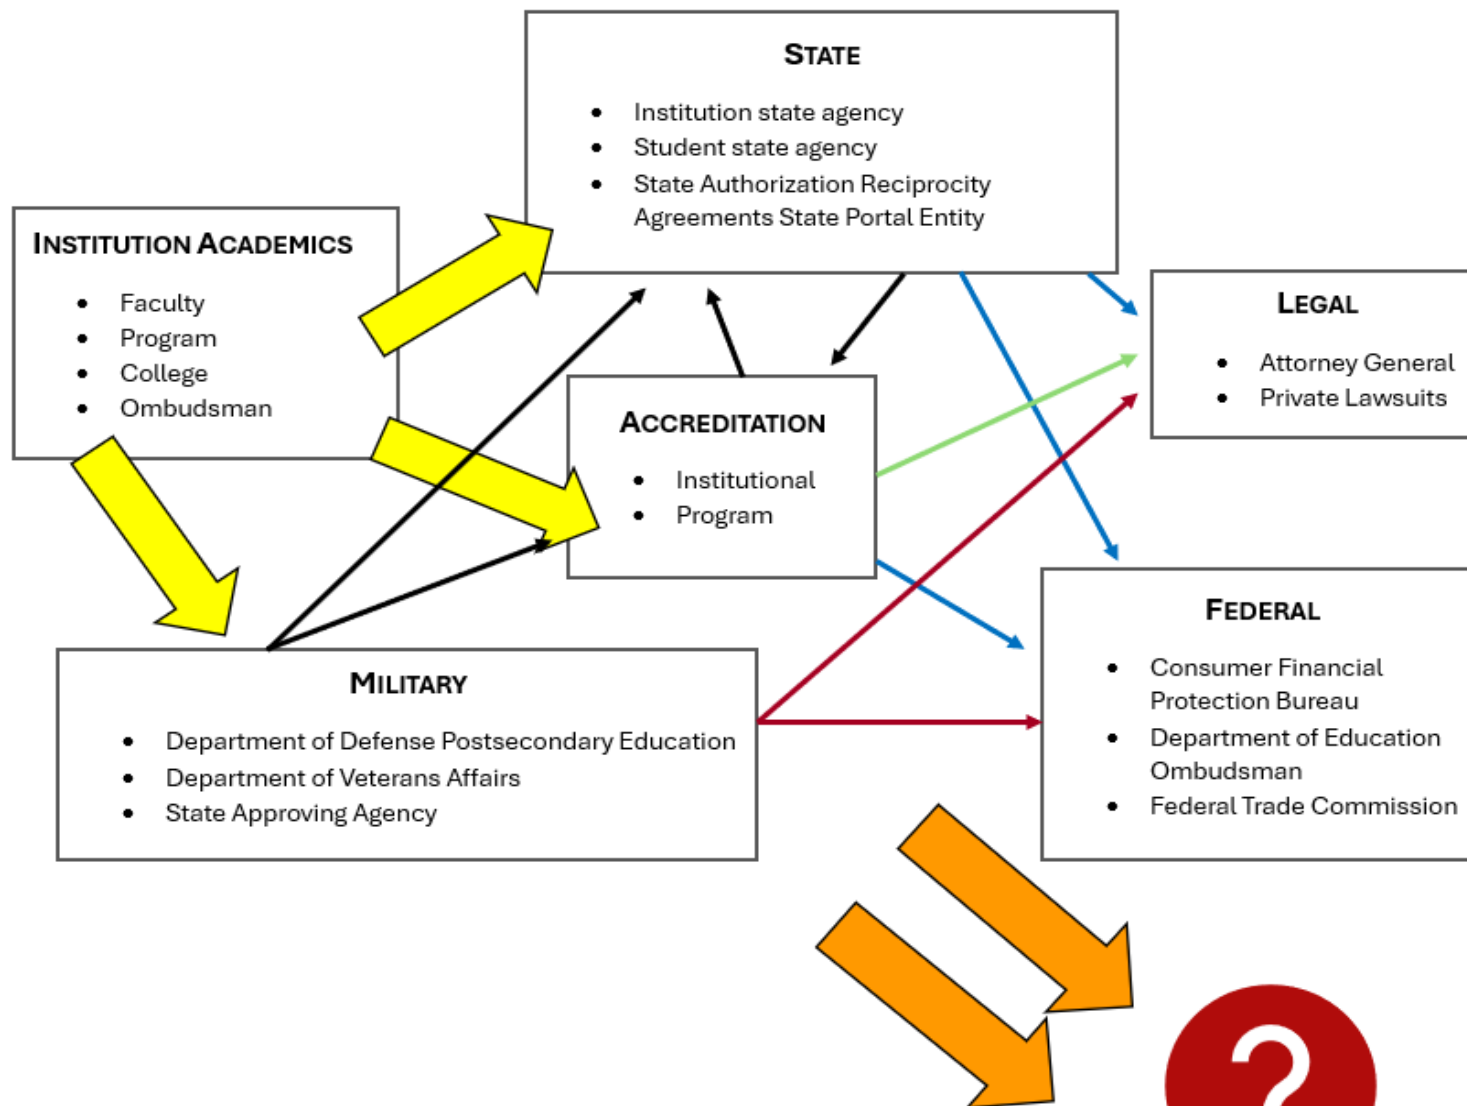 STATE
• Institution state agency
• Student state agency
• State Authorization Reciprocity
Agreements State Portal Entity
INSTITUTION ACADEMICS
• Faculty
• Program
• College
• Ombudsman
LEGAL
• Attorney General
• Private Lawsuits
ACCREDITATION
• Institutional
• Program
FEDERAL
• Consumer Financial
Protection Bureau
• Department of Education
Ombudsman
• Federal Trade Commission
MILITARY
• Department of Defense Postsecondary Education
• Department of Veterans Affairs
• State Approving Agency
?